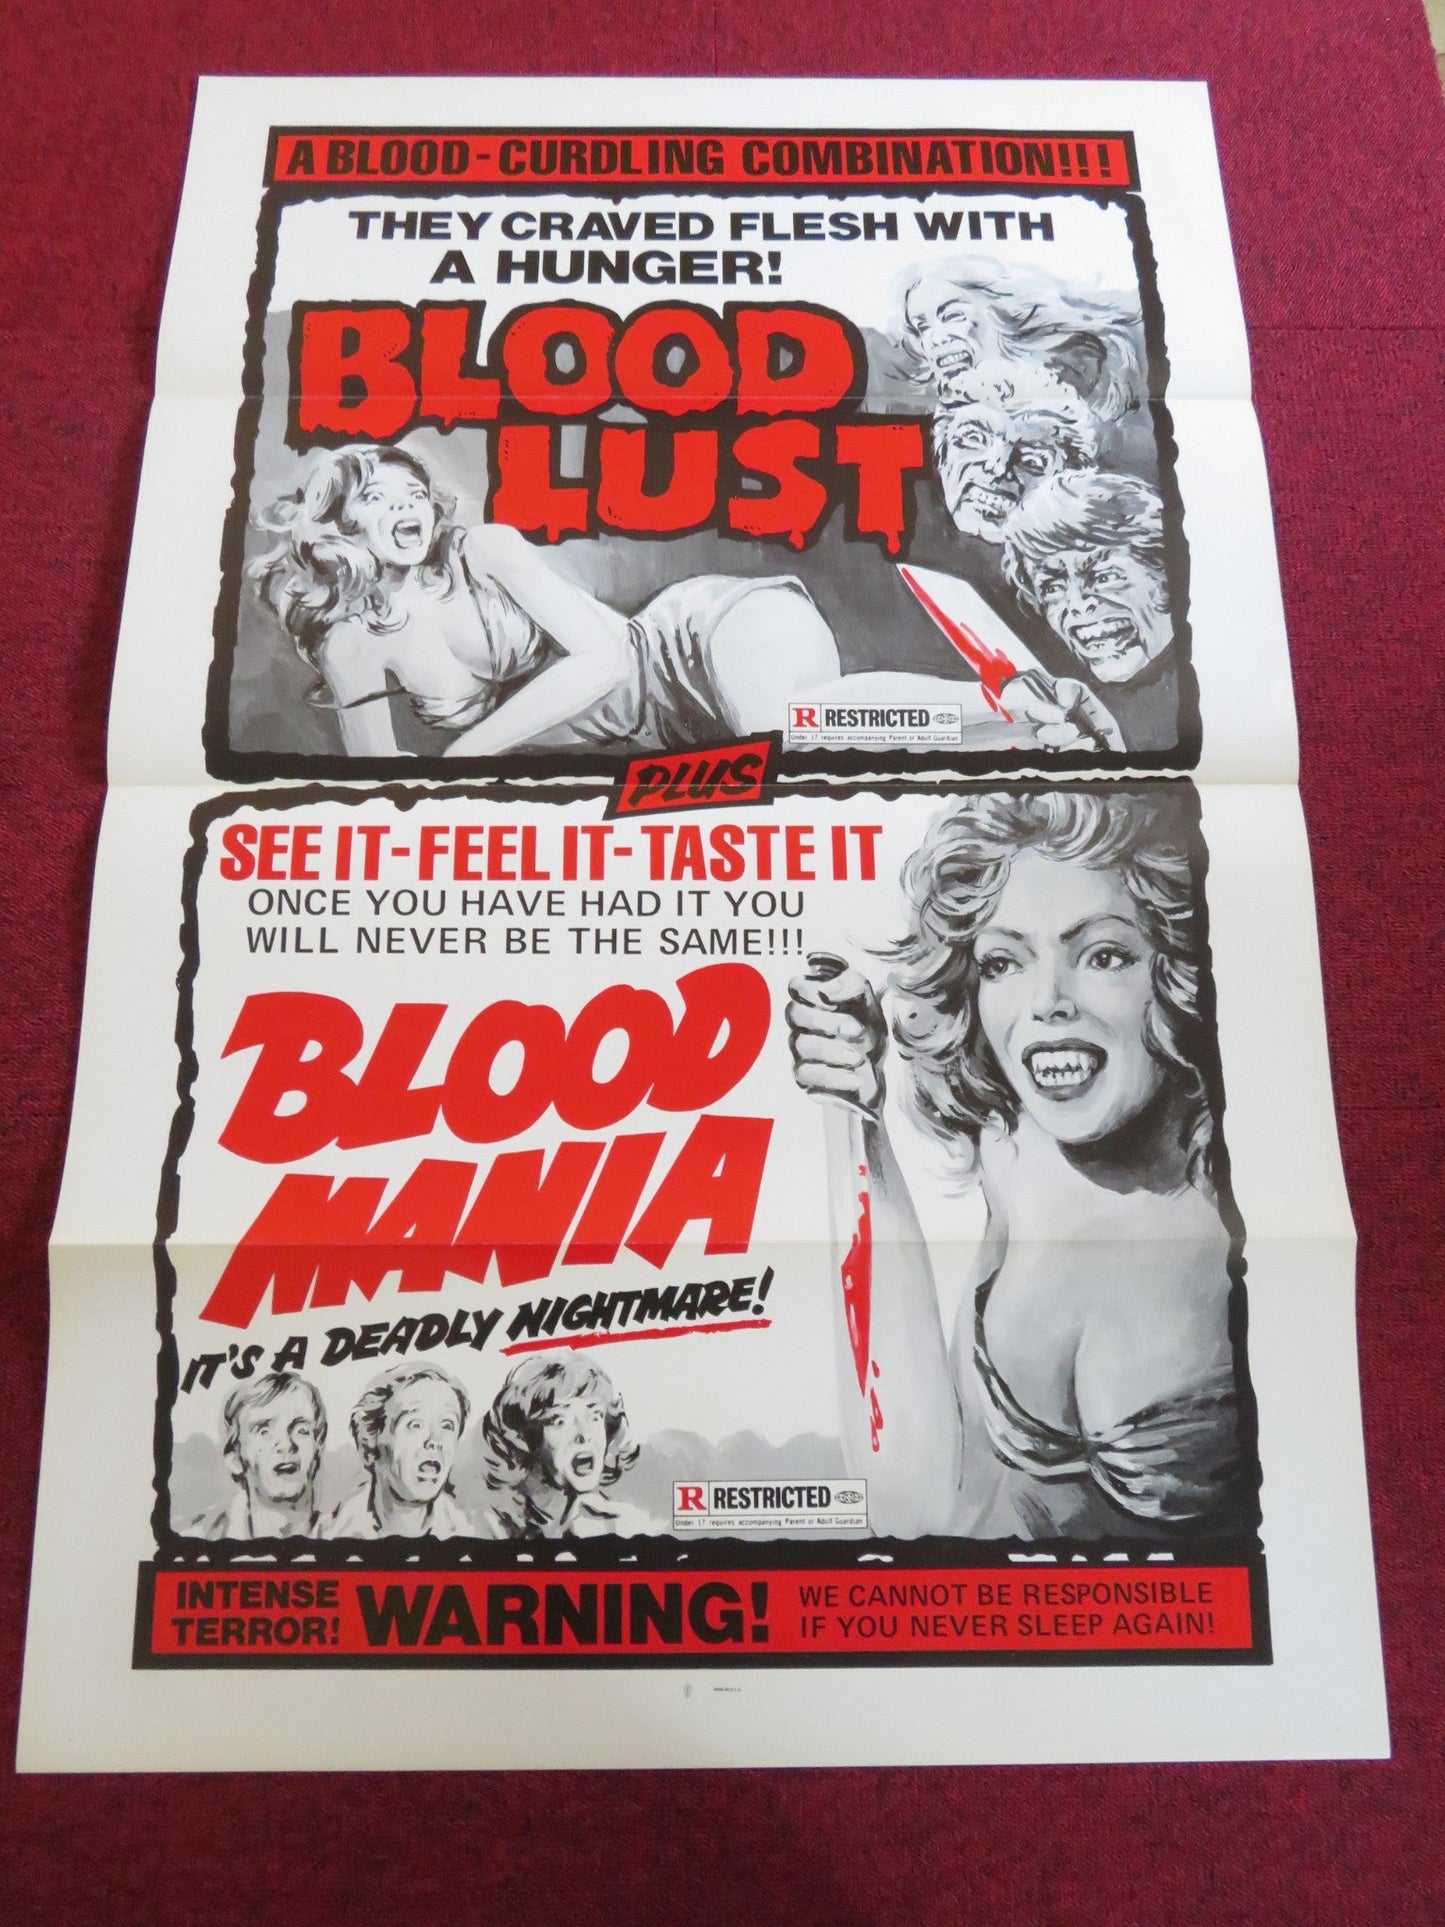 A BLOOD-CURDLING COMBINATION!!!
THEY CRAVED FLESH WITH
A HUNGER!
BLOOD
LUST
R RESTRICTED
Under 17 requires accompanying Parent or Adult Guardian
PLUS
SEE IT-FEEL IT-TASTE IT
ONCE YOU HAVE HAD IT YOU
WILL NEVER BE THE SAME!!!
BLOOD
MANIA
IT'S A DEADLY NIGHTMARE!
R RESTRICTED
Under 17 requires accompanying Parent or Adult Guardian
INTENSE
TERROR!
WARNING!
WE CANNOT BE RESPONSIBLE
IF YOU NEVER SLEEP AGAIN!